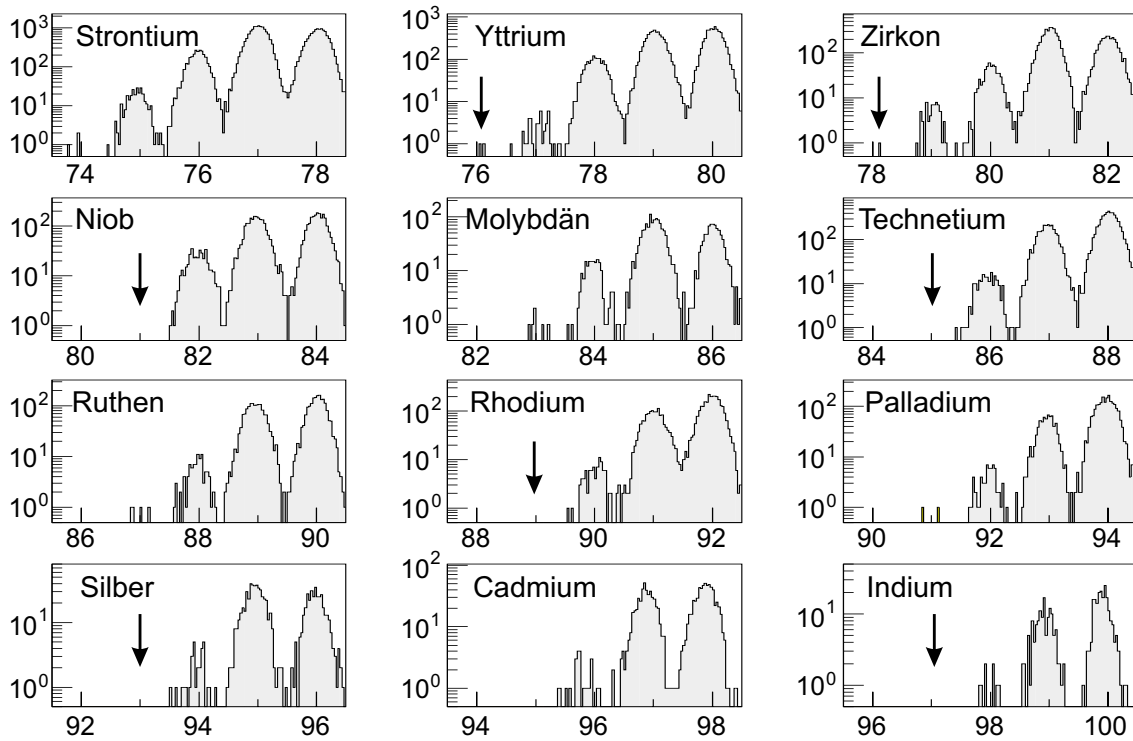 Strontium
10³
10²
10
10⁰
74 76 78
Yttrium
10³
10²
10
10⁰
76 78 80
Zirkon
10²
10¹
10⁰
78 80 82
Niob
10²
10¹
10⁰
80 82 84
Molybdän
10²
10¹
10⁰
82 84 86
Technetium
10²
10¹
10⁰
84 86 88
Ruthen
10²
10¹
10⁰
86 88 90
Rhodium
10²
10¹
10⁰
88 90 92
Palladium
10²
10¹
10⁰
90 92 94
Silber
10¹
10⁰
92 94 96
Cadmium
10²
10¹
10⁰
94 96 98
Indium
10¹
10⁰
96 98 100